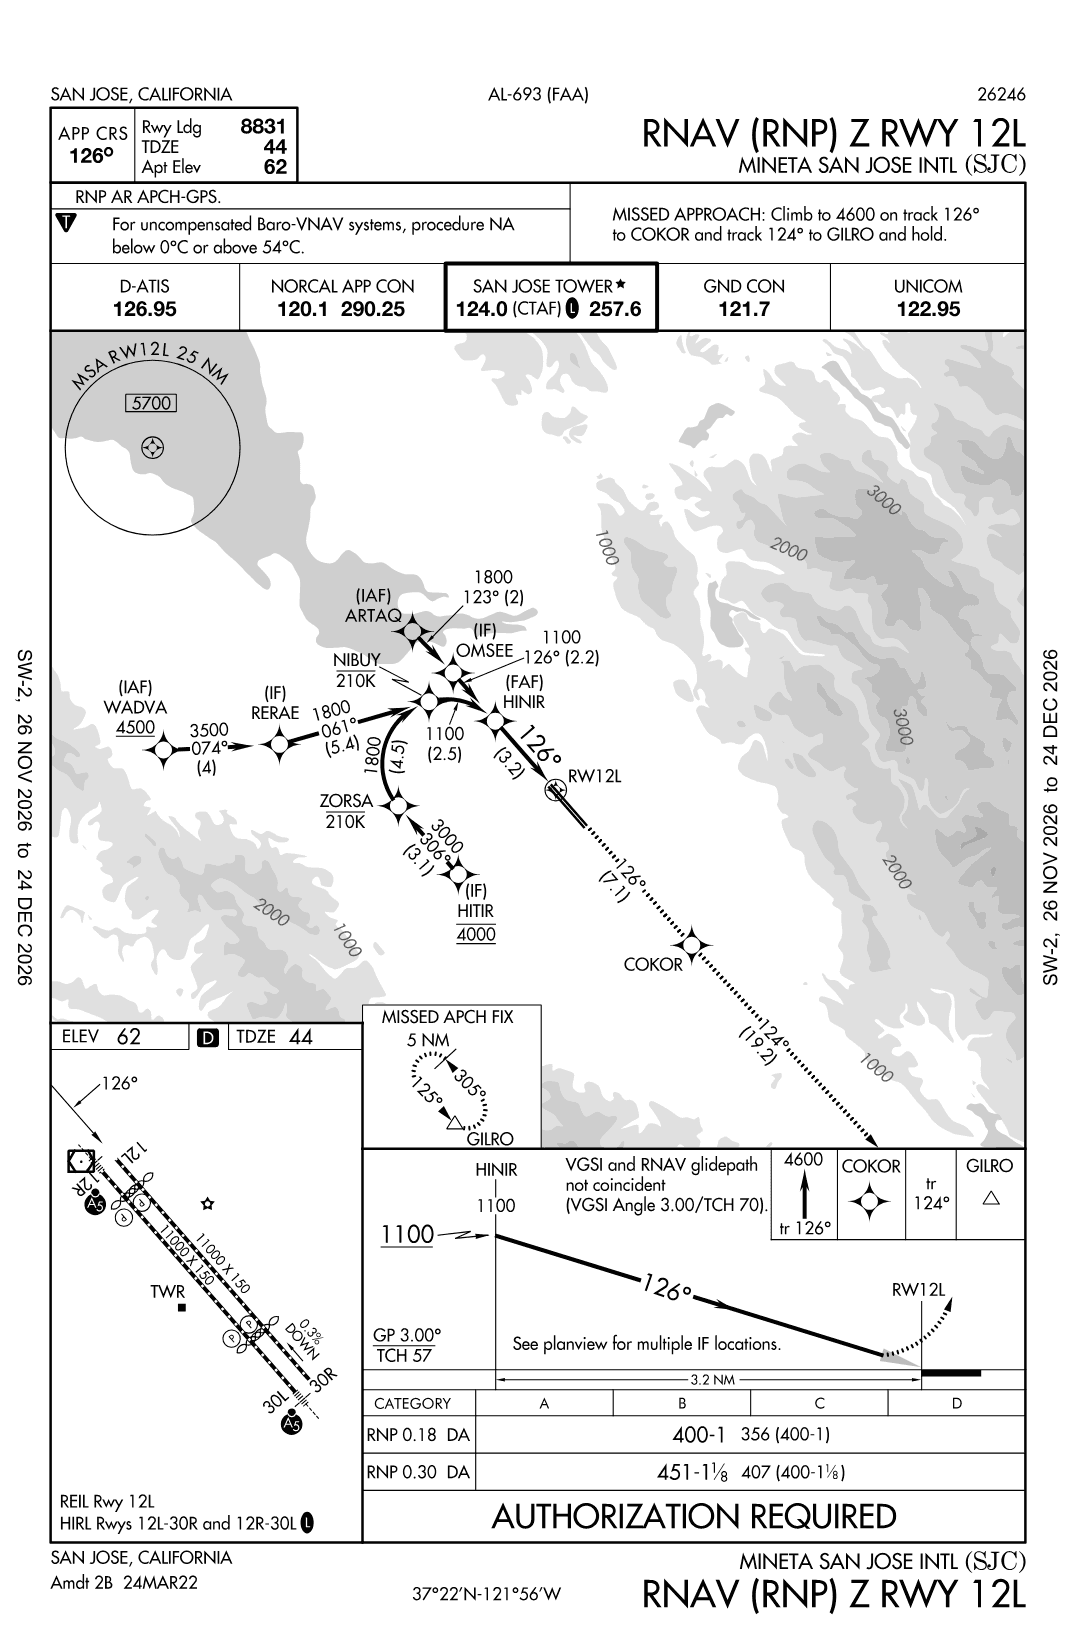 SAN JOSE, CALIFORNIA
AL-693 (FAA)
26246
APP CRS
126°
Rwy Ldg 8831
TDZE 44
Apt Elev 62
RNAV (RNP) Z RWY 12L
MINETA SAN JOSE INTL (SJC)
RNP AR APCH-GPS.
T
For uncompensated Baro-VNAV systems, procedure NA
below 0°C or above 54°C.
MISSED APPROACH: Climb to 4600 on track 126°
to COKOR and track 124° to GILRO and hold.
D-ATIS
126.95
NORCAL APP CON
120.1 290.25
SAN JOSE TOWER★
124.0 (CTAF) L 257.6
GND CON
121.7
UNICOM
122.95
MSA RW12L 25 NM
5700
3000
2000
1000
1800
123° (2)
(IAF)
ARTAQ
(IF)
OMSEE
1100
126° (2.2)
NIBUY
210K
(FAF)
HINIR
(IAF)
WADVA
4500
(IF)
RERAE
3500
074°
(4)
1800
061°
(5.4)
1100
(2.5)
1800
(4.5)
126°
(3.2)
RW12L
3000
ZORSA
210K
3000
306°
(3.1)
(IF)
HITIR
4000
126°
(7.1)
2000
2000
1000
COKOR
124°
(19.2)
1000
SW-2, 26 NOV 2026 to 24 DEC 2026
SW-2, 26 NOV 2026 to 24 DEC 2026
MISSED APCH FIX
5 NM
305°
125°
GILRO
ELEV 62
D
TDZE 44
126°
12L
12R
A5
P
P
11000 X 150
11000 X 150
TWR
P
P
0.3%
DOWN
30R
30L
A5
REIL Rwy 12L
HIRL Rwys 12L-30R and 12R-30L L
HINIR
1100
1100
VGSI and RNAV glidepath
not coincident
(VGSI Angle 3.00/TCH 70).
4600
tr 126°
COKOR
tr
124°
GILRO
126°
RW12L
GP 3.00°
TCH 57
See planview for multiple IF locations.
3.2 NM
CATEGORY A B C D
RNP 0.18 DA 400-1 356 (400-1)
RNP 0.30 DA 451-1⅛ 407 (400-1⅛)
AUTHORIZATION REQUIRED
SAN JOSE, CALIFORNIA
Amdt 2B 24MAR22
37°22'N-121°56'W
MINETA SAN JOSE INTL (SJC)
RNAV (RNP) Z RWY 12L